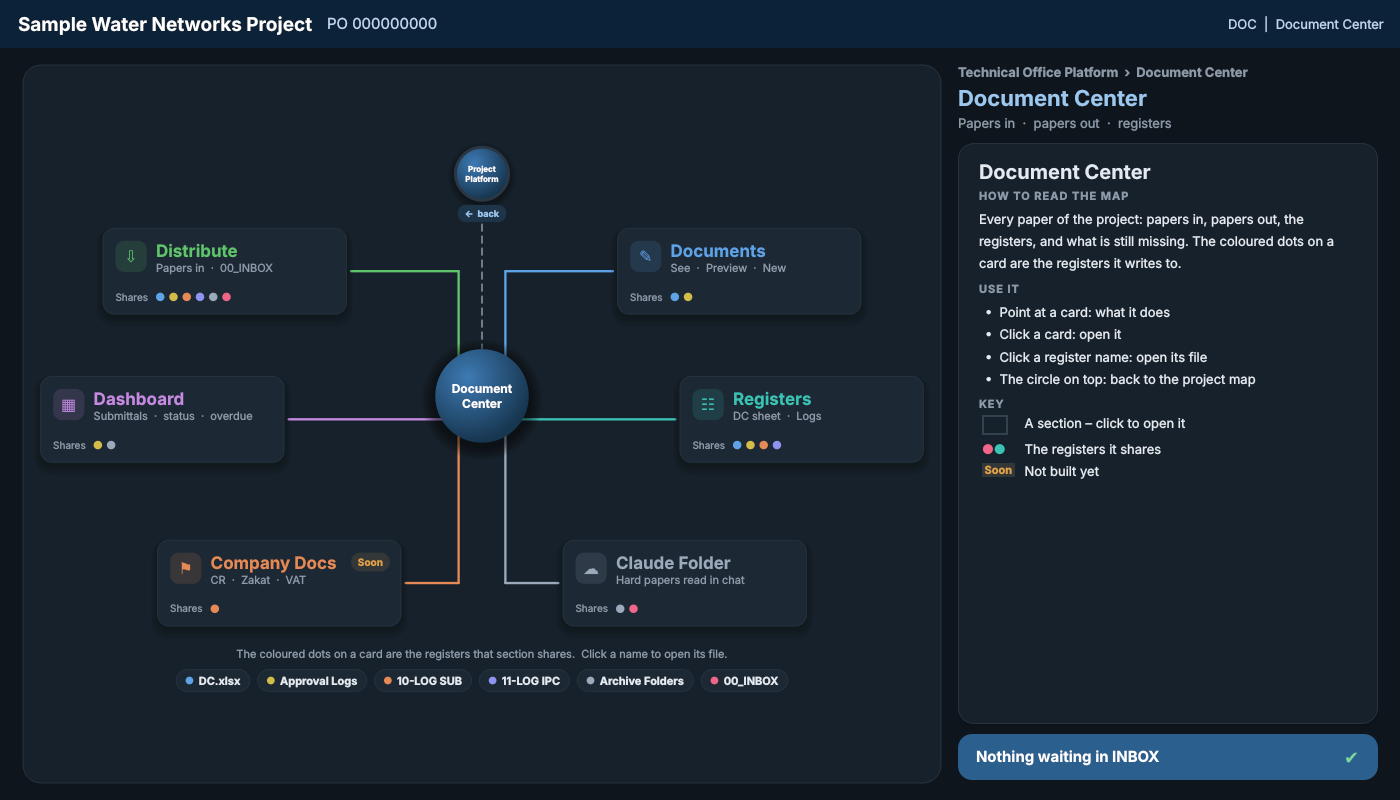 Sample Water Networks Project PO 000000000
DOC | Document Center
Project
Platform
← back
Distribute
Papers in · 00_INBOX
Shares
Documents
See · Preview · New
Shares
Document
Center
Dashboard
Submittals · status · overdue
Shares
Registers
DC sheet · Logs
Shares
Company Docs Soon
CR · Zakat · VAT
Shares
Claude Folder
Hard papers read in chat
Shares
The coloured dots on a card are the registers that section shares. Click a name to open its file.
DC.xlsx Approval Logs 10-LOG SUB 11-LOG IPC Archive Folders 00_INBOX
Technical Office Platform › Document Center
Document Center
Papers in · papers out · registers
Document Center
HOW TO READ THE MAP
Every paper of the project: papers in, papers out, the
registers, and what is still missing. The coloured dots on a
card are the registers it writes to.
USE IT
• Point at a card: what it does
• Click a card: open it
• Click a register name: open its file
• The circle on top: back to the project map
KEY
A section – click to open it
The registers it shares
Soon Not built yet
Nothing waiting in INBOX ✔